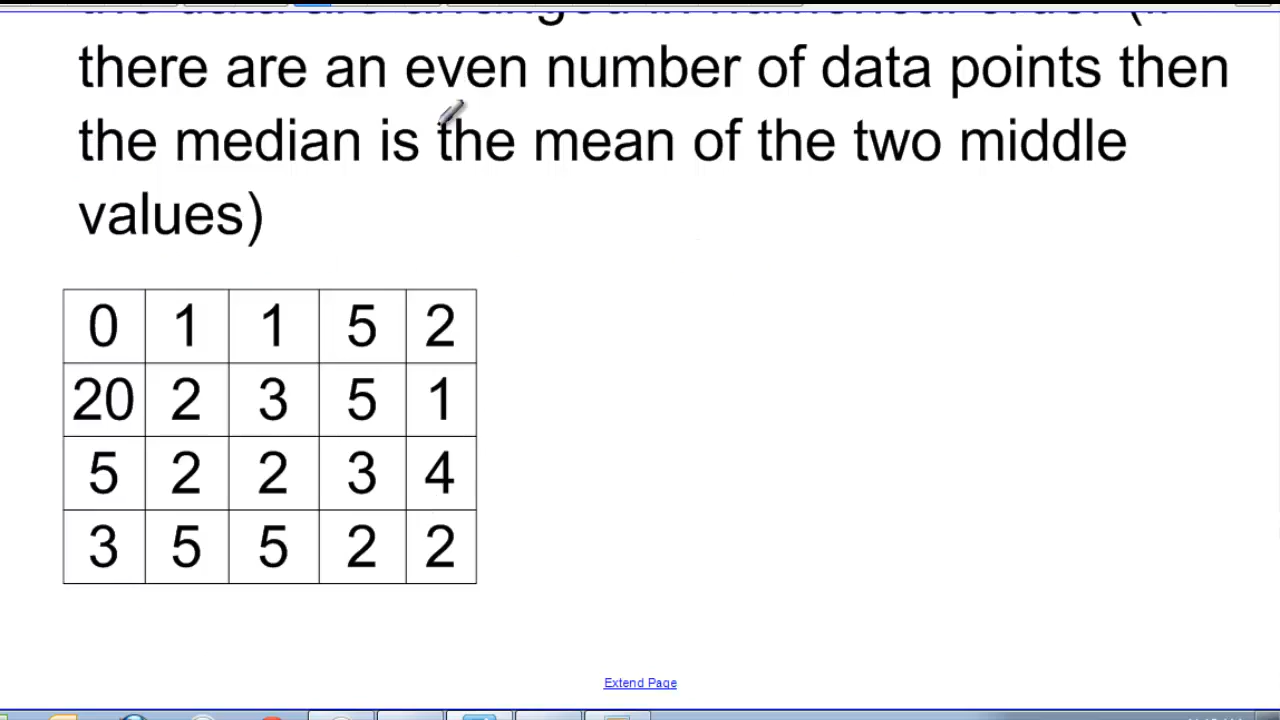 there are an even number of data points then
the median is the mean of the two middle
values)
0 1 1 5 2
20 2 3 5 1
5 2 2 3 4
3 5 5 2 2
Extend Page